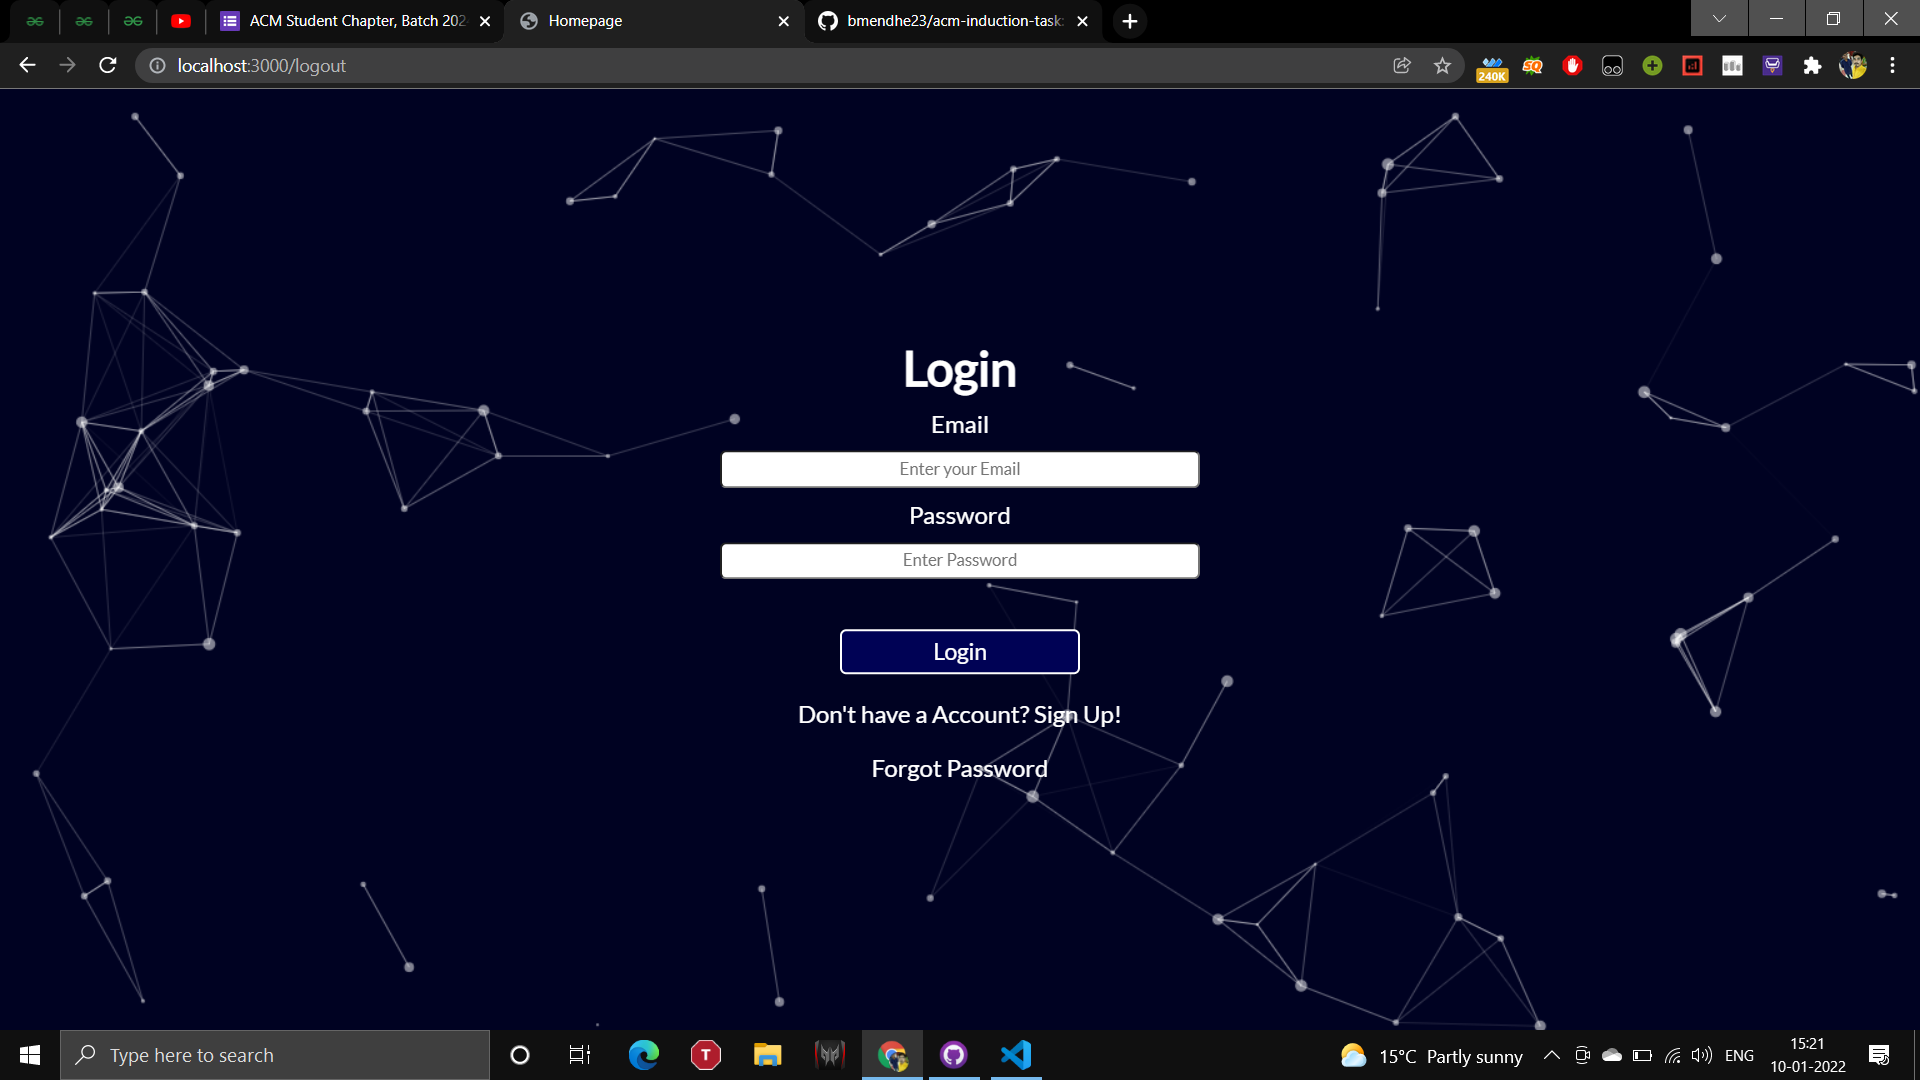 ACM Student Chapter, Batch 202
Homepage
bmendhe23/acm-induction-task
localhost:3000/logout
240K
SQ
Login
Email
Enter your Email
Password
Enter Password
Login
Don't have a Account? Sign Up!
Forgot Password
Type here to search
T
15°C Partly sunny
ENG
15:21
10-01-2022